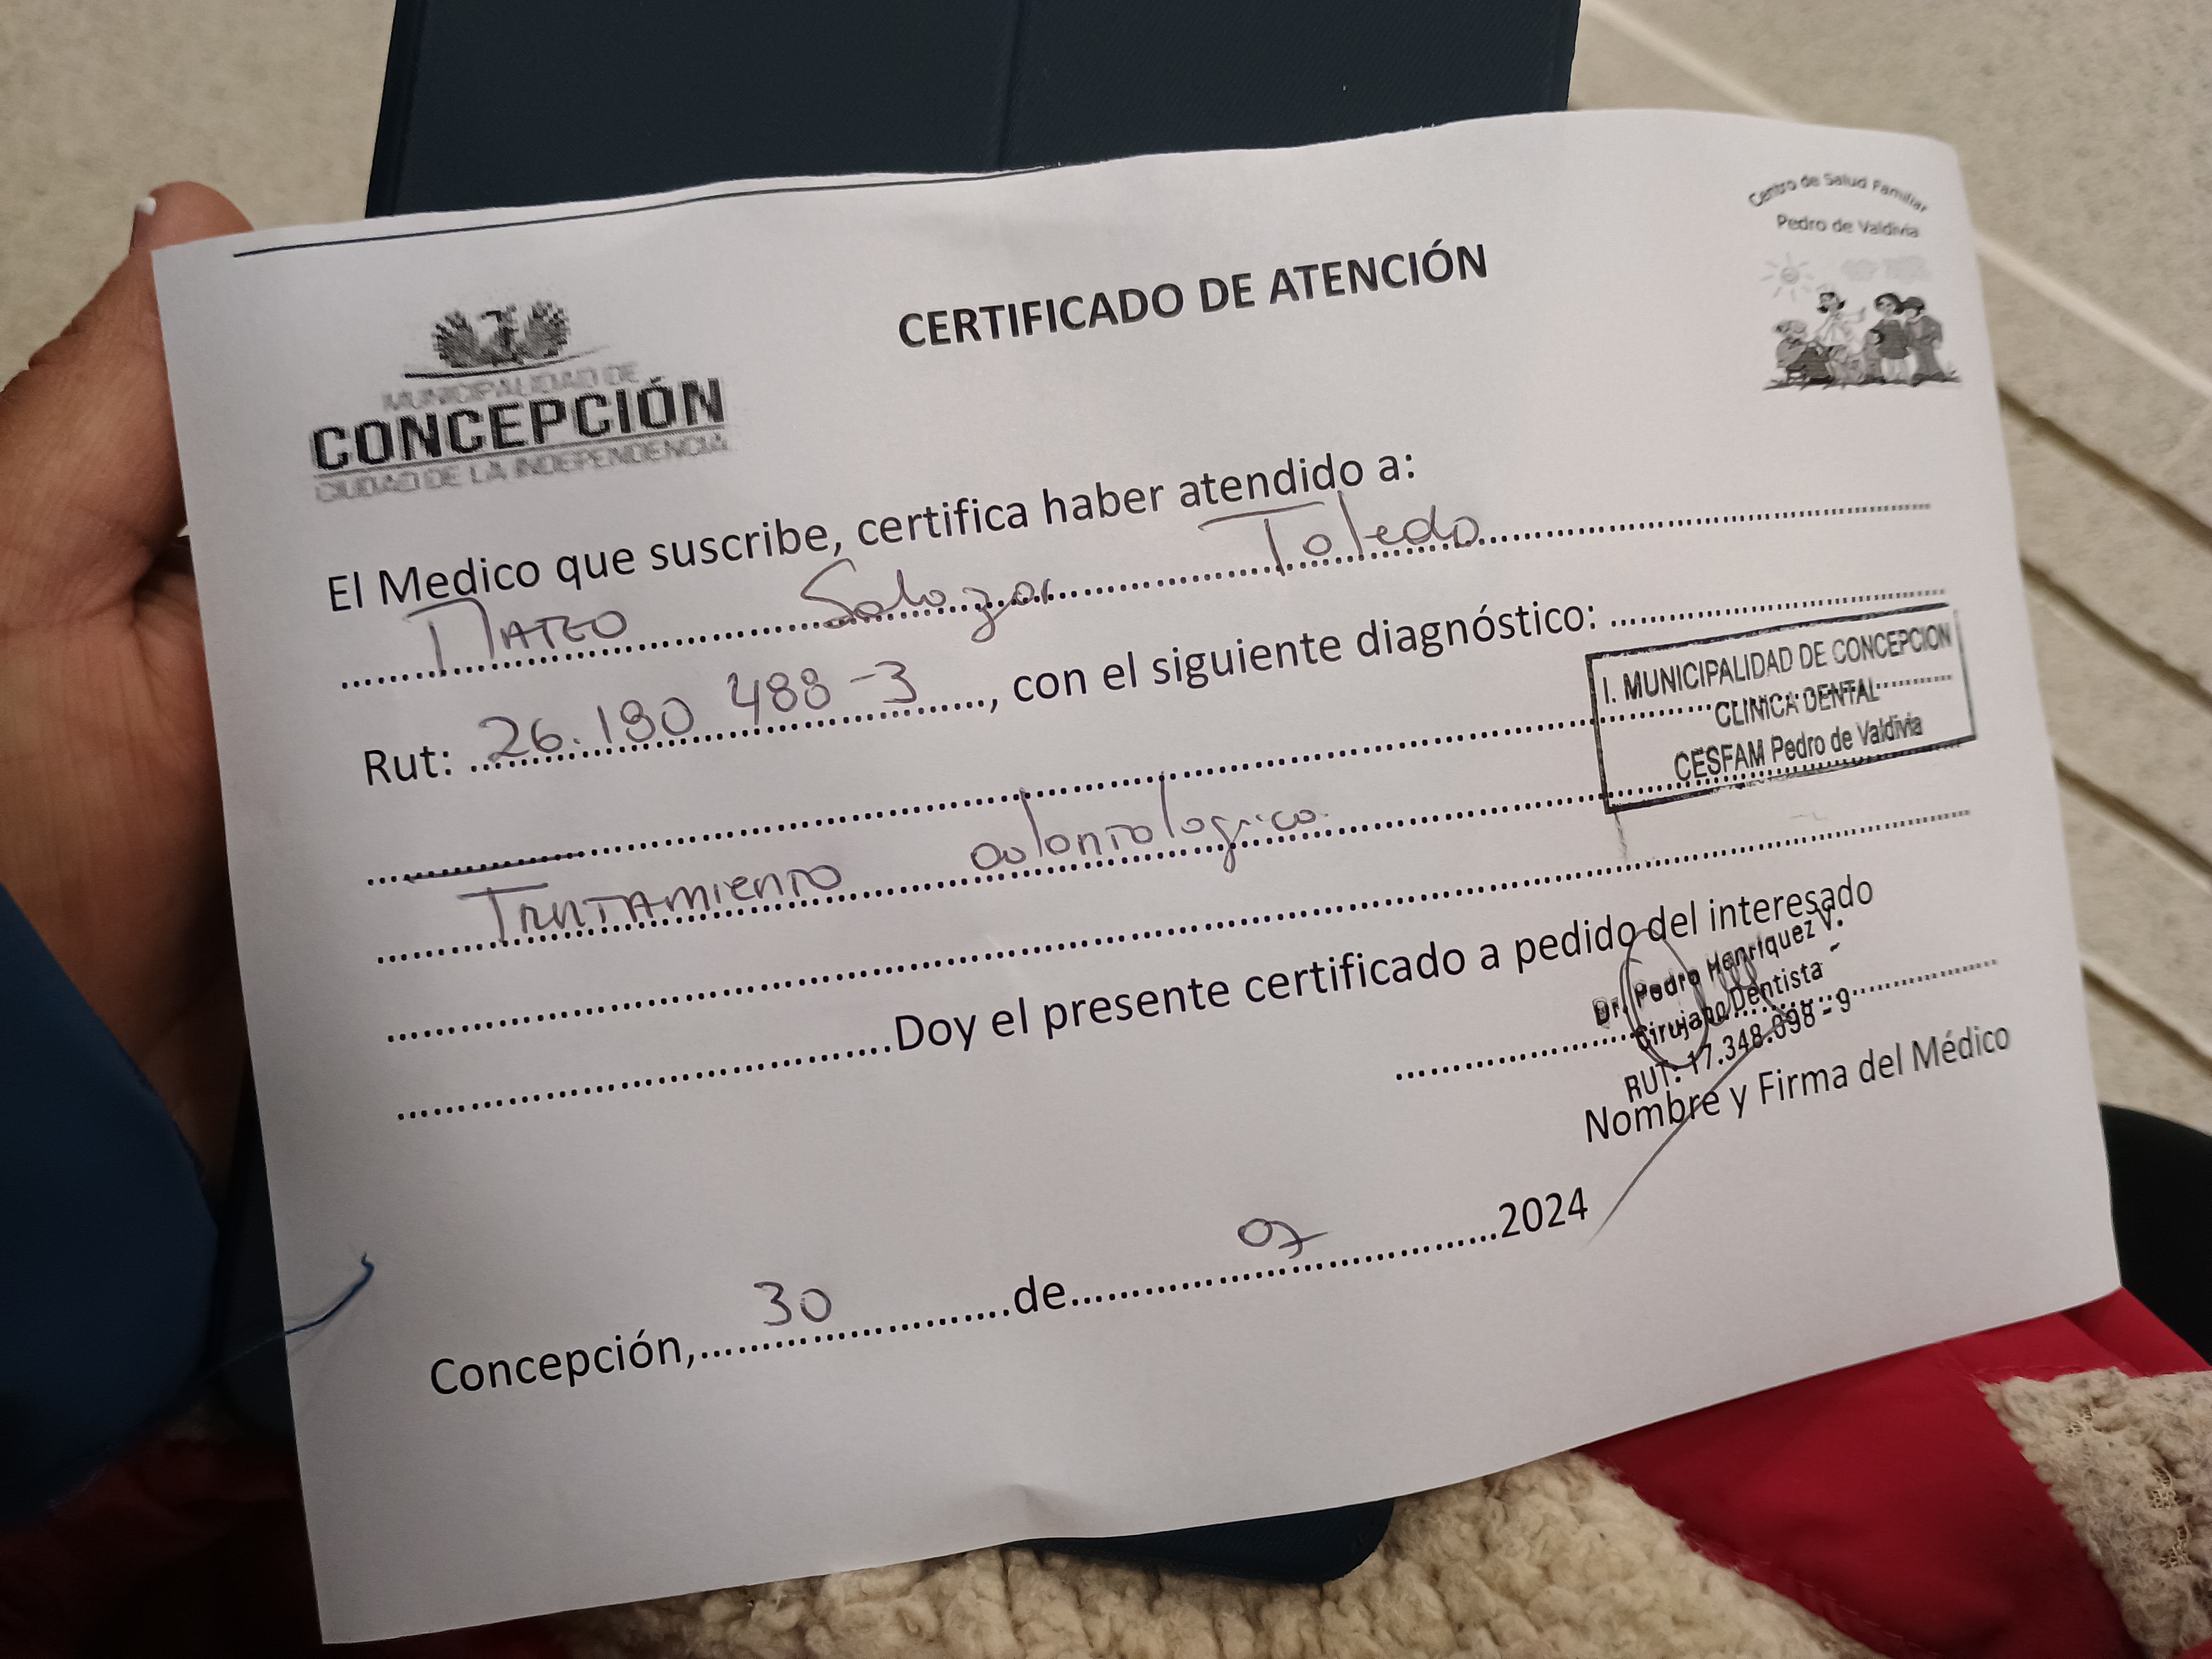 Centro de Salud Familiar
Pedro de Valdivia
CERTIFICADO DE ATENCIÓN
MUNICIPALIDAD DE
CONCEPCIÓN
CIUDAD DE LA INDEPENDENCIA
El Medico que suscribe, certifica haber atendido a:
MATEO Salazar Toledo
Rut: 26.190 488-3, con el siguiente diagnóstico:
I. MUNICIPALIDAD DE CONCEPCION
CLINICA DENTAL
CESFAM Pedro de Valdivia
Tratamiento odontologico.
Doy el presente certificado a pedido del interesado
Dr. Pedro Henriquez V.
Cirujano Dentista
RUT: 17.348.098-9
Nombre y Firma del Médico
Concepción, 30 de 07 2024